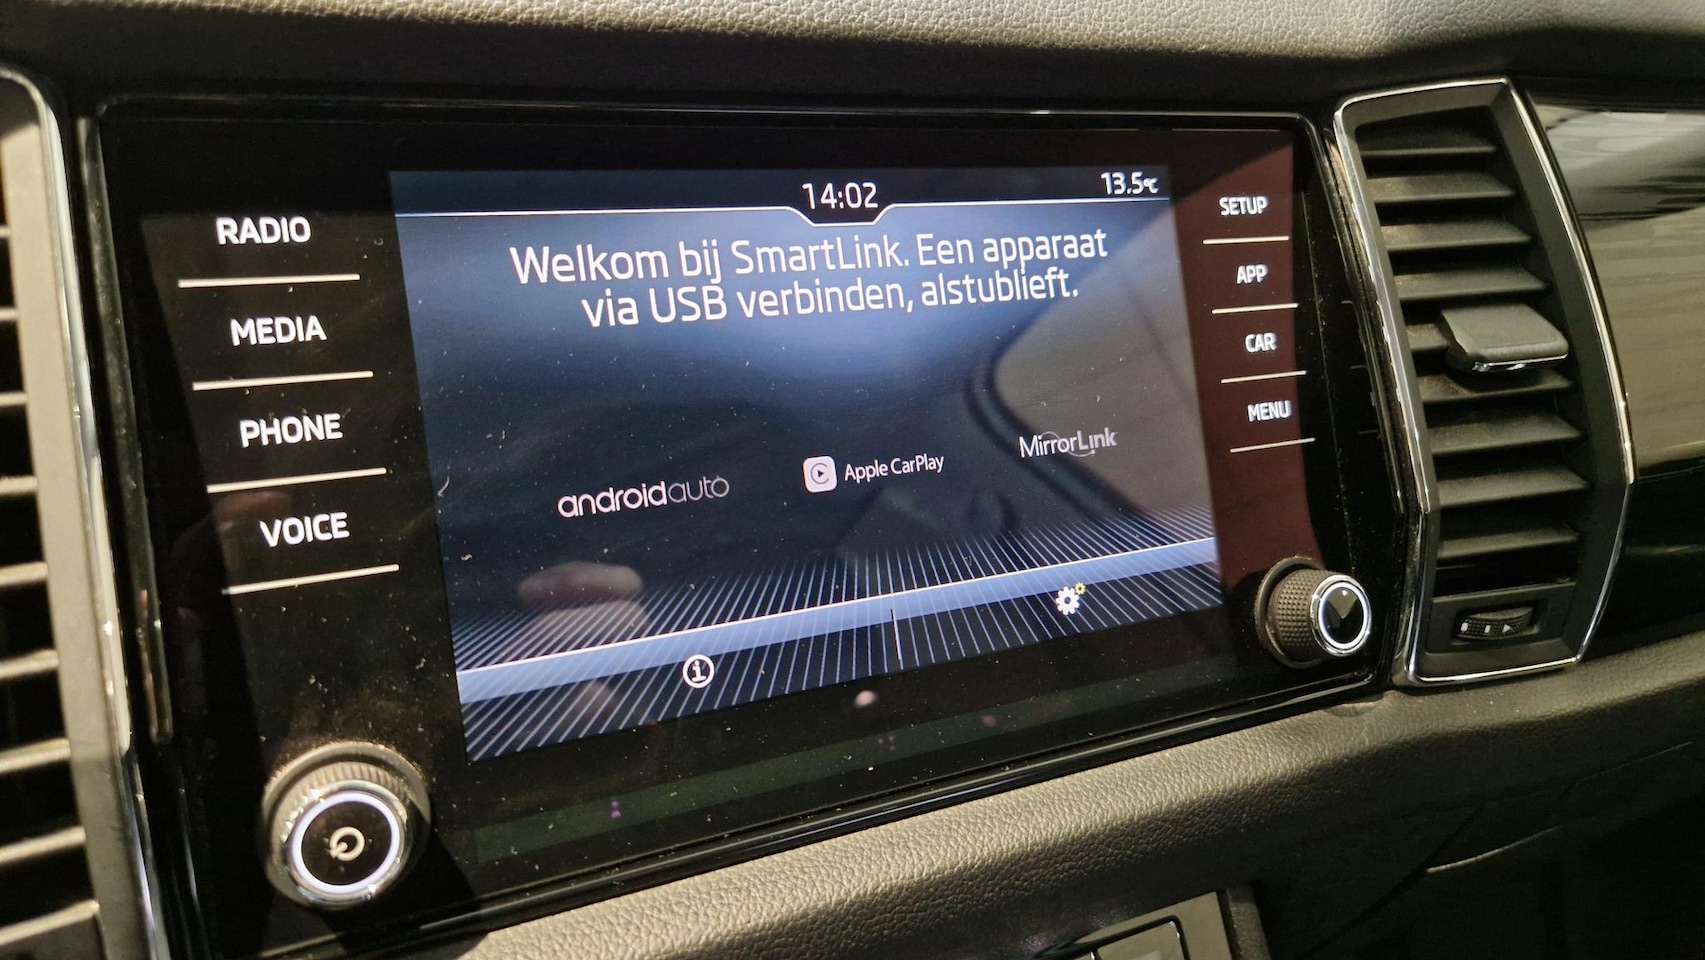 RADIO
MEDIA
PHONE
VOICE
14:02
13.5°C
Welkom bij SmartLink. Een apparaat
via USB verbinden, alstublieft.
androidauto
Apple CarPlay
MirrorLink
SETUP
APP
CAR
MENU